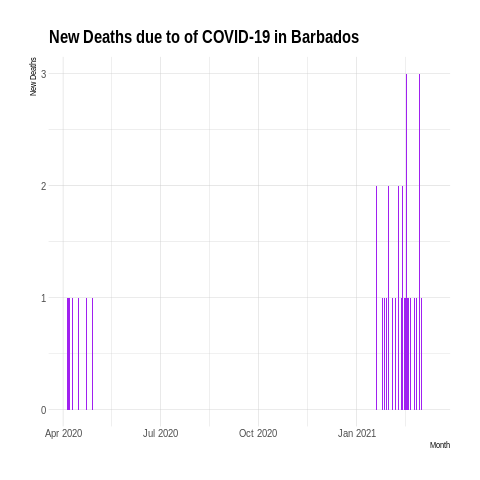 New Deaths due to of COVID-19 in Barbados
New Deaths
3
2
1
0
Apr 2020 Jul 2020 Oct 2020 Jan 2021
Month